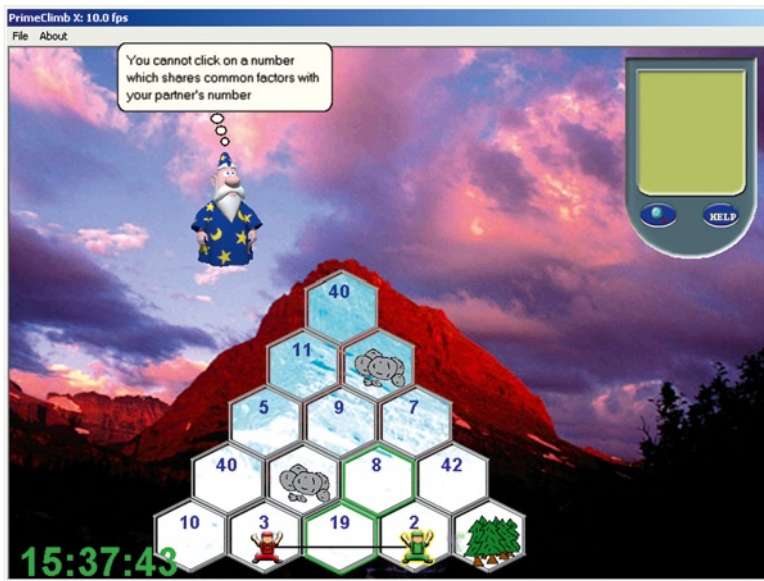 PrimeClimb X: 10.0 fps
File About
You cannot click on a number
which shares common factors with
your partner's number
HELP
40
11
5 9 7
40 8 42
10 3 19 2
15:37:43